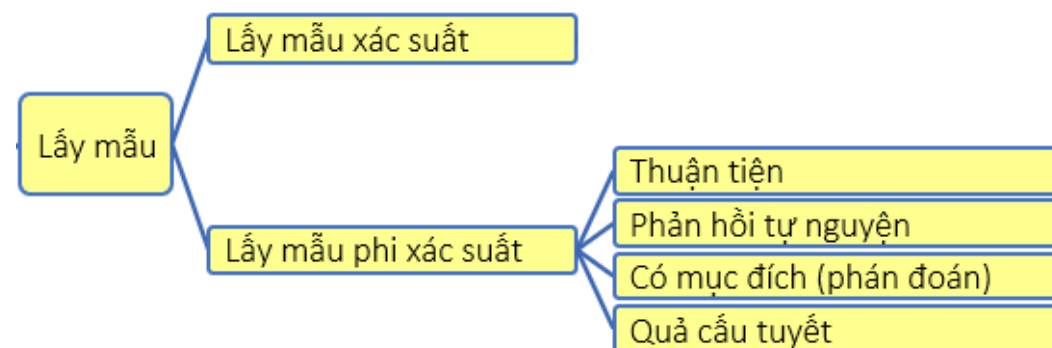 Lấy mẫu xác suất
Lấy mẫu
Thuận tiện
Phản hồi tự nguyện
Lấy mẫu phi xác suất
Có mục đích (phán đoán)
Quả cấu tuyết